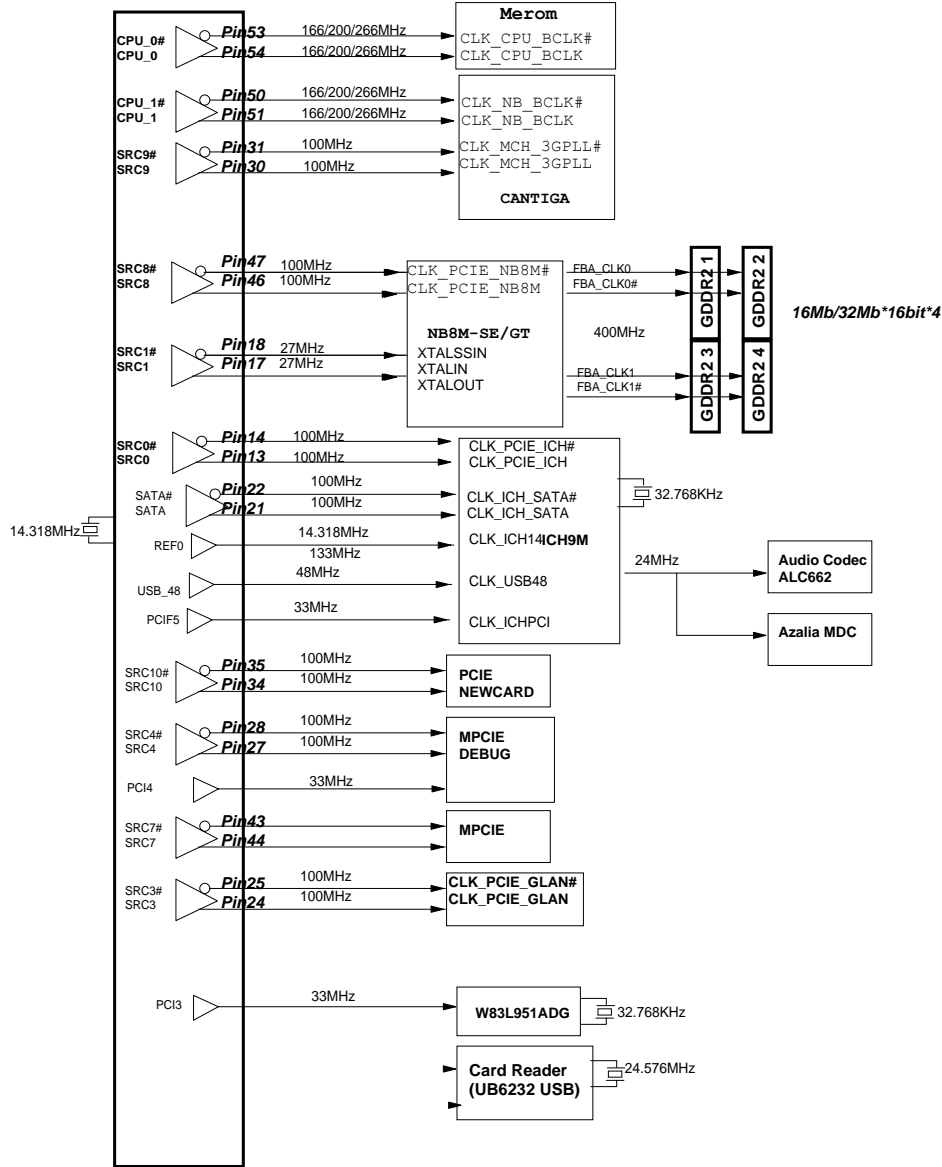 Merom
CPU_0# Pin53 166/200/266MHz CLK_CPU_BCLK#
CPU_0 Pin54 166/200/266MHz CLK_CPU_BCLK
CPU_1# Pin50 166/200/266MHz CLK_NB_BCLK#
CPU_1 Pin51 166/200/266MHz CLK_NB_BCLK
SRC9# Pin31 100MHz CLK_MCH_3GPLL#
SRC9 Pin30 100MHz CLK_MCH_3GPLL
CANTIGA
SRC8# Pin47 100MHz CLK_PCIE_NB8M# FBA_CLK0
SRC8 Pin46 100MHz CLK_PCIE_NB8M FBA_CLK0#
GDDR2 1
GDDR2 2
16Mb/32Mb*16bit*4
NB8M-SE/GT 400MHz
SRC1# Pin18 27MHz XTALSSIN
SRC1 Pin17 27MHz XTALIN FBA_CLK1
XTALOUT FBA_CLK1#
GDDR2 3
GDDR2 4
SRC0# Pin14 100MHz CLK_PCIE_ICH#
SRC0 Pin13 100MHz CLK_PCIE_ICH
SATA# Pin22 100MHz CLK_ICH_SATA# 32.768KHz
SATA Pin21 100MHz CLK_ICH_SATA
14.318MHz
REF0 14.318MHz CLK_ICH14 ICH9M
133MHz
USB_48 48MHz CLK_USB48 24MHz
Audio Codec
ALC662
PCIF5 33MHz CLK_ICHPCI
Azalia MDC
SRC10# Pin35 100MHz PCIE
SRC10 Pin34 100MHz NEWCARD
SRC4# Pin28 100MHz MPCIE
SRC4 Pin27 100MHz DEBUG
PCI4 33MHz
SRC7# Pin43 MPCIE
SRC7 Pin44
SRC3# Pin25 100MHz CLK_PCIE_GLAN#
SRC3 Pin24 100MHz CLK_PCIE_GLAN
PCI3 33MHz W83L951ADG 32.768KHz
Card Reader 24.576MHz
(UB6232 USB)